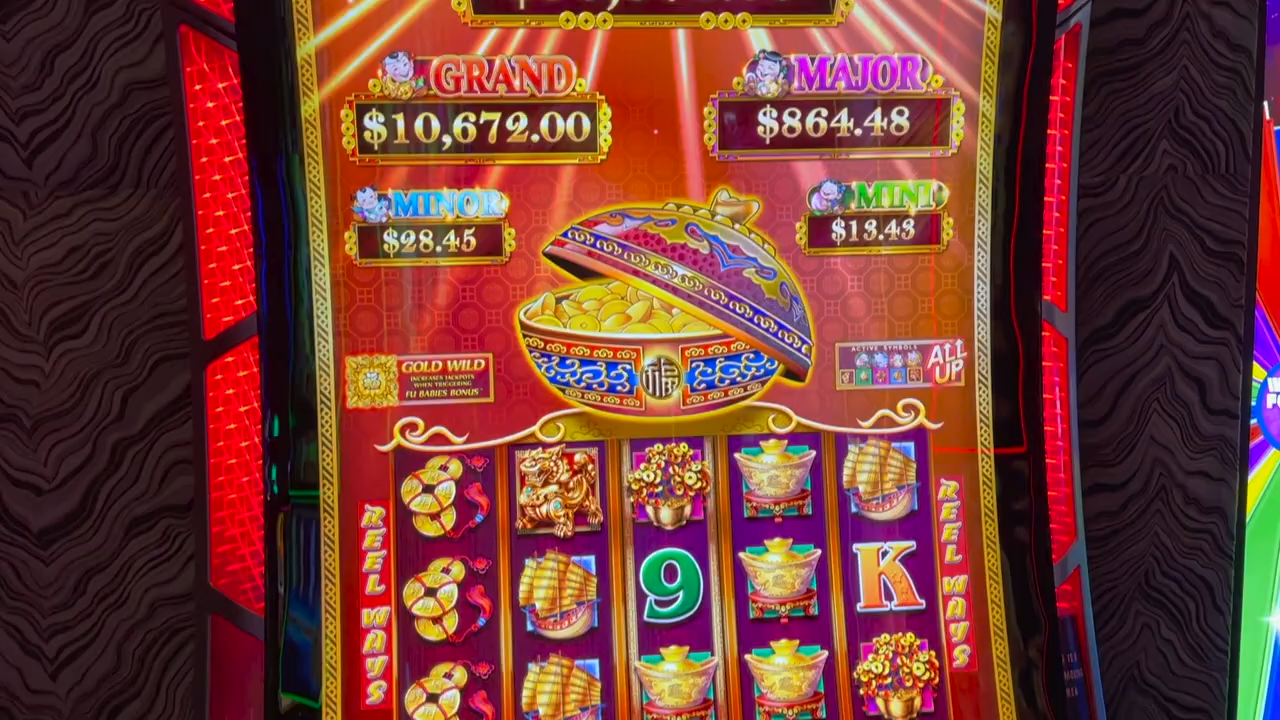 GRAND
MAJOR
$10,672.00
$864.48
MINOR
MINI
$28.45
$13.43
GOLD WILD
INCREASES JACKPOTS
WHEN TRIGGERING
FU BABIES BONUS
ACTIVE SYMBOLS
ALL
UP
福
REEL WAYS
REEL WAYS
9
K